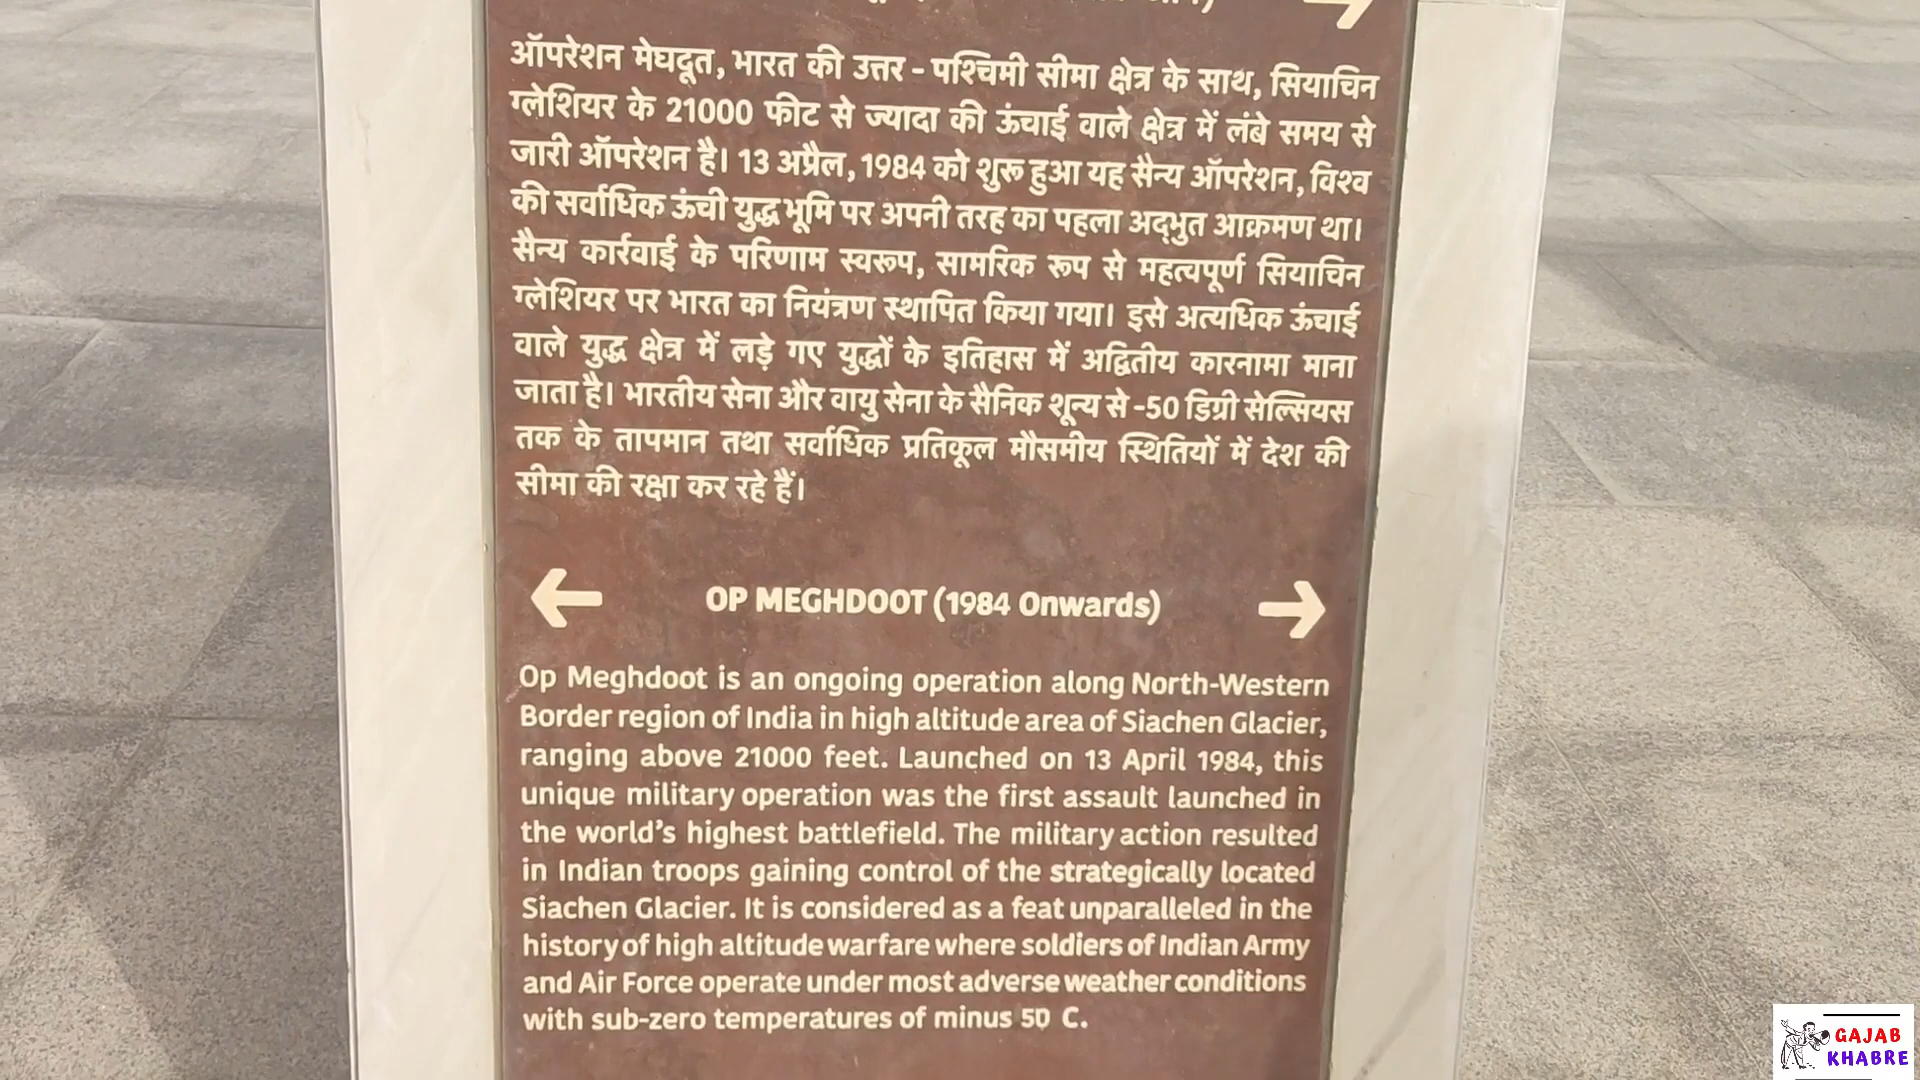 ऑपरेशन मेघदूत, भारत की उत्तर - पश्चिमी सीमा क्षेत्र के साथ, सियाचिन
ग्लेशियर के 21000 फीट से ज्यादा की ऊंचाई वाले क्षेत्र में लंबे समय से
जारी ऑपरेशन है। 13 अप्रैल, 1984 को शुरू हुआ यह सैन्य ऑपरेशन, विश्व
की सर्वाधिक ऊंची युद्ध भूमि पर अपनी तरह का पहला अद्भुत आक्रमण था।
सैन्य कार्रवाई के परिणाम स्वरूप, सामरिक रूप से महत्वपूर्ण सियाचिन
ग्लेशियर पर भारत का नियंत्रण स्थापित किया गया। इसे अत्यधिक ऊंचाई
वाले युद्ध क्षेत्र में लड़े गए युद्धों के इतिहास में अद्वितीय कारनामा माना
जाता है। भारतीय सेना और वायु सेना के सैनिक शून्य से -50 डिग्री सेल्सियस
तक के तापमान तथा सर्वाधिक प्रतिकूल मौसमीय स्थितियों में देश की
सीमा की रक्षा कर रहे हैं।
OP MEGHDOOT (1984 Onwards)
Op Meghdoot is an ongoing operation along North-Western
Border region of India in high altitude area of Siachen Glacier,
ranging above 21000 feet. Launched on 13 April 1984, this
unique military operation was the first assault launched in
the world's highest battlefield. The military action resulted
in Indian troops gaining control of the strategically located
Siachen Glacier. It is considered as a feat unparalleled in the
history of high altitude warfare where soldiers of Indian Army
and Air Force operate under most adverse weather conditions
with sub-zero temperatures of minus 50 C.
GAJAB
KHABRE